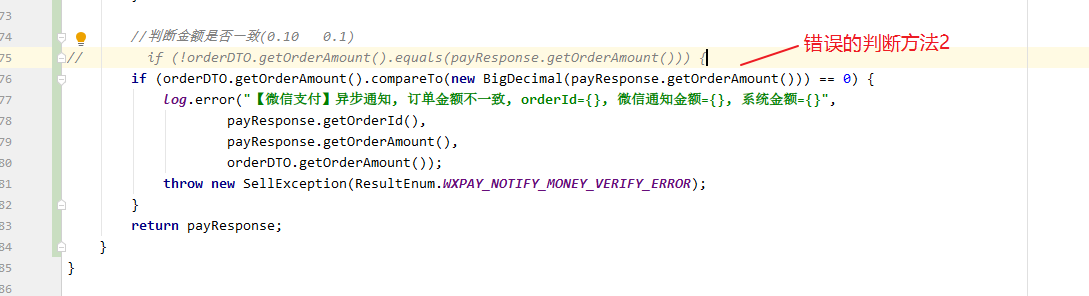 73
74 //判断金额是否一致(0.10   0.1)
75 //        if (!orderDTO.getOrderAmount().equals(payResponse.getOrderAmount())) {
错误的判断方法2
76 if (orderDTO.getOrderAmount().compareTo(new BigDecimal(payResponse.getOrderAmount())) == 0) {
77 log.error("【微信支付】异步通知, 订单金额不一致, orderId={}, 微信通知金额={}, 系统金额={}",
78 payResponse.getOrderId(),
79 payResponse.getOrderAmount(),
80 orderDTO.getOrderAmount());
81 throw new SellException(ResultEnum.WXPAY_NOTIFY_MONEY_VERIFY_ERROR);
82 }
83 return payResponse;
84 }
85 }
86